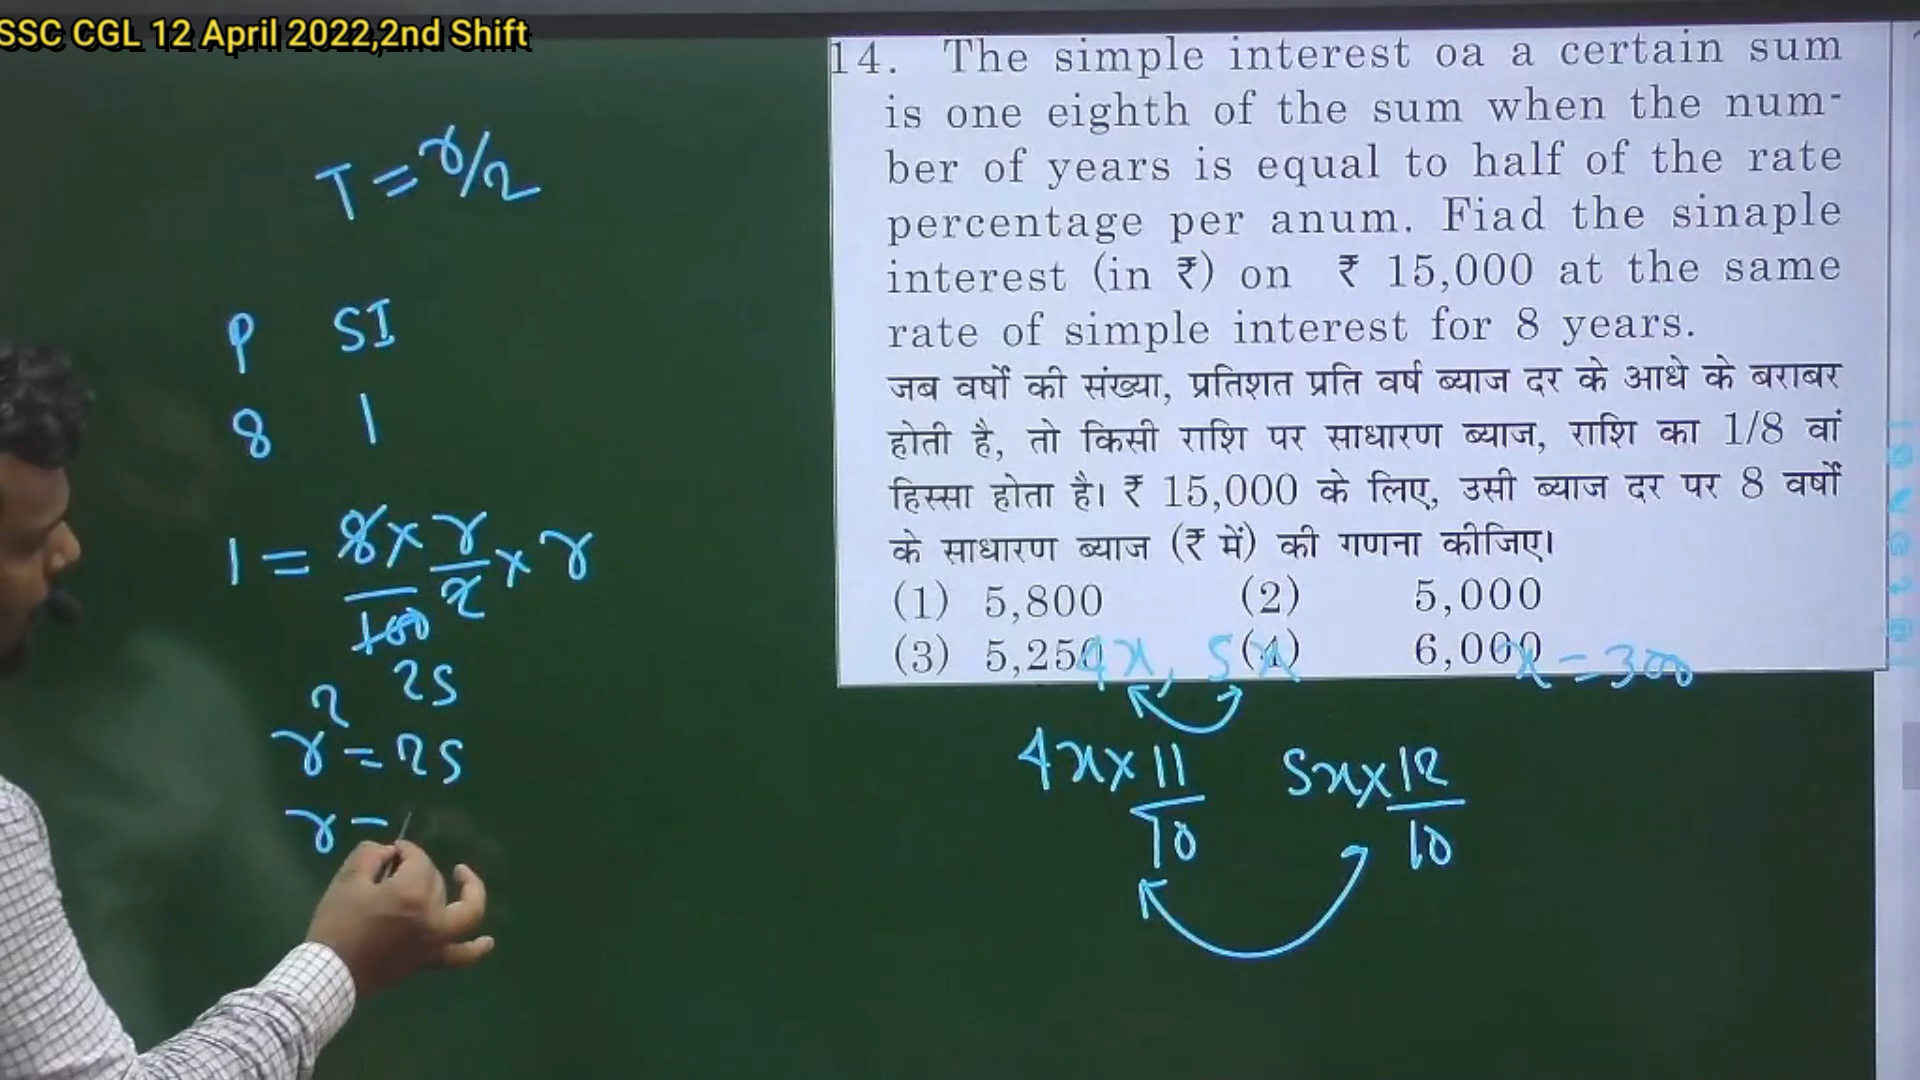 SSC CGL 12 April 2022,2nd Shift
14. The simple interest oa a certain sum
is one eighth of the sum when the num-
ber of years is equal to half of the rate
percentage per anum. Fiad the sinaple
interest (in ₹) on ₹ 15,000 at the same
rate of simple interest for 8 years.
जब वर्षों की संख्या, प्रतिशत प्रति वर्ष ब्याज दर के आधे के बराबर
होती है, तो किसी राशि पर साधारण ब्याज, राशि का 1/8 वां
हिस्सा होता है। ₹ 15,000 के लिए, उसी ब्याज दर पर 8 वर्षों
के साधारण ब्याज (₹ में) की गणना कीजिए।
(1) 5,800 (2) 5,000
(3) 5,250 (4) 6,000
T = r/2
P SI
8 1
1 = 8 × r/2 × r
100
25
r² = 25
r =
4x, 5x x = 300
4x × 11/10 5x × 12/10